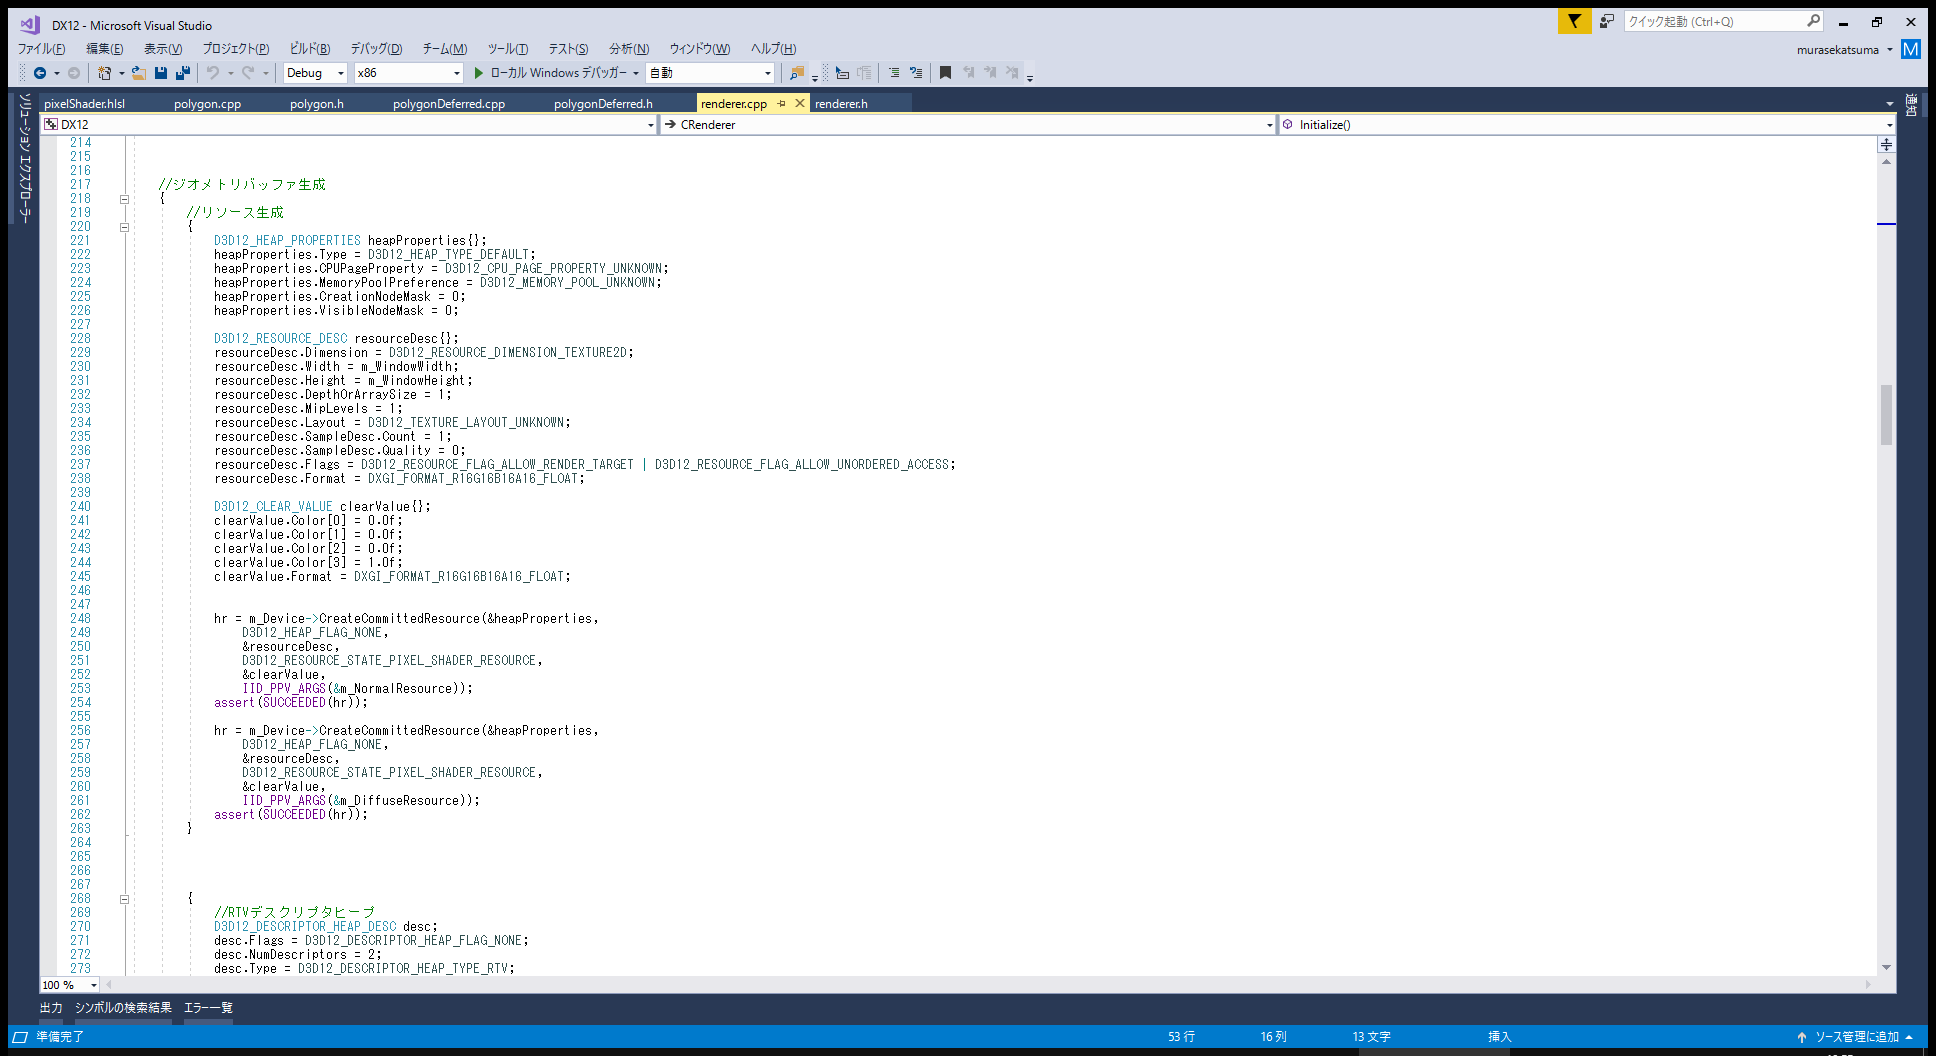 DX12 - Microsoft Visual Studio
クイック起動 (Ctrl+Q)
ファイル(F) 編集(E) 表示(V) プロジェクト(P) ビルド(B) デバッグ(D) チーム(M) ツール(T) テスト(S) 分析(N) ウィンドウ(W) ヘルプ(H)
murasekatsuma M
Debug x86 ローカル Windows デバッガー 自動
ソリューション エクスプローラー
pixelShader.hlsl polygon.cpp polygon.h polygonDeferred.cpp polygonDeferred.h renderer.cpp renderer.h
通知
DX12 CRenderer Initialize()
214
215
216
217 //ジオメトリバッファ生成
218 {
219 //リソース生成
220 {
221 D3D12_HEAP_PROPERTIES heapProperties{};
222 heapProperties.Type = D3D12_HEAP_TYPE_DEFAULT;
223 heapProperties.CPUPageProperty = D3D12_CPU_PAGE_PROPERTY_UNKNOWN;
224 heapProperties.MemoryPoolPreference = D3D12_MEMORY_POOL_UNKNOWN;
225 heapProperties.CreationNodeMask = 0;
226 heapProperties.VisibleNodeMask = 0;
227
228 D3D12_RESOURCE_DESC resourceDesc{};
229 resourceDesc.Dimension = D3D12_RESOURCE_DIMENSION_TEXTURE2D;
230 resourceDesc.Width = m_WindowWidth;
231 resourceDesc.Height = m_WindowHeight;
232 resourceDesc.DepthOrArraySize = 1;
233 resourceDesc.MipLevels = 1;
234 resourceDesc.Layout = D3D12_TEXTURE_LAYOUT_UNKNOWN;
235 resourceDesc.SampleDesc.Count = 1;
236 resourceDesc.SampleDesc.Quality = 0;
237 resourceDesc.Flags = D3D12_RESOURCE_FLAG_ALLOW_RENDER_TARGET | D3D12_RESOURCE_FLAG_ALLOW_UNORDERED_ACCESS;
238 resourceDesc.Format = DXGI_FORMAT_R16G16B16A16_FLOAT;
239
240 D3D12_CLEAR_VALUE clearValue{};
241 clearValue.Color[0] = 0.0f;
242 clearValue.Color[1] = 0.0f;
243 clearValue.Color[2] = 0.0f;
244 clearValue.Color[3] = 1.0f;
245 clearValue.Format = DXGI_FORMAT_R16G16B16A16_FLOAT;
246
247
248 hr = m_Device->CreateCommittedResource(&heapProperties,
249 D3D12_HEAP_FLAG_NONE,
250 &resourceDesc,
251 D3D12_RESOURCE_STATE_PIXEL_SHADER_RESOURCE,
252 &clearValue,
253 IID_PPV_ARGS(&m_NormalResource));
254 assert(SUCCEEDED(hr));
255
256 hr = m_Device->CreateCommittedResource(&heapProperties,
257 D3D12_HEAP_FLAG_NONE,
258 &resourceDesc,
259 D3D12_RESOURCE_STATE_PIXEL_SHADER_RESOURCE,
260 &clearValue,
261 IID_PPV_ARGS(&m_DiffuseResource));
262 assert(SUCCEEDED(hr));
263 }
264
265
266
267
268 {
269 //RTVデスクリプタヒープ
270 D3D12_DESCRIPTOR_HEAP_DESC desc;
271 desc.Flags = D3D12_DESCRIPTOR_HEAP_FLAG_NONE;
272 desc.NumDescriptors = 2;
273 desc.Type = D3D12_DESCRIPTOR_HEAP_TYPE_RTV;
100 %
出力 シンボルの検索結果 エラー一覧
準備完了 53 行 16 列 13 文字 挿入 ソース管理に追加